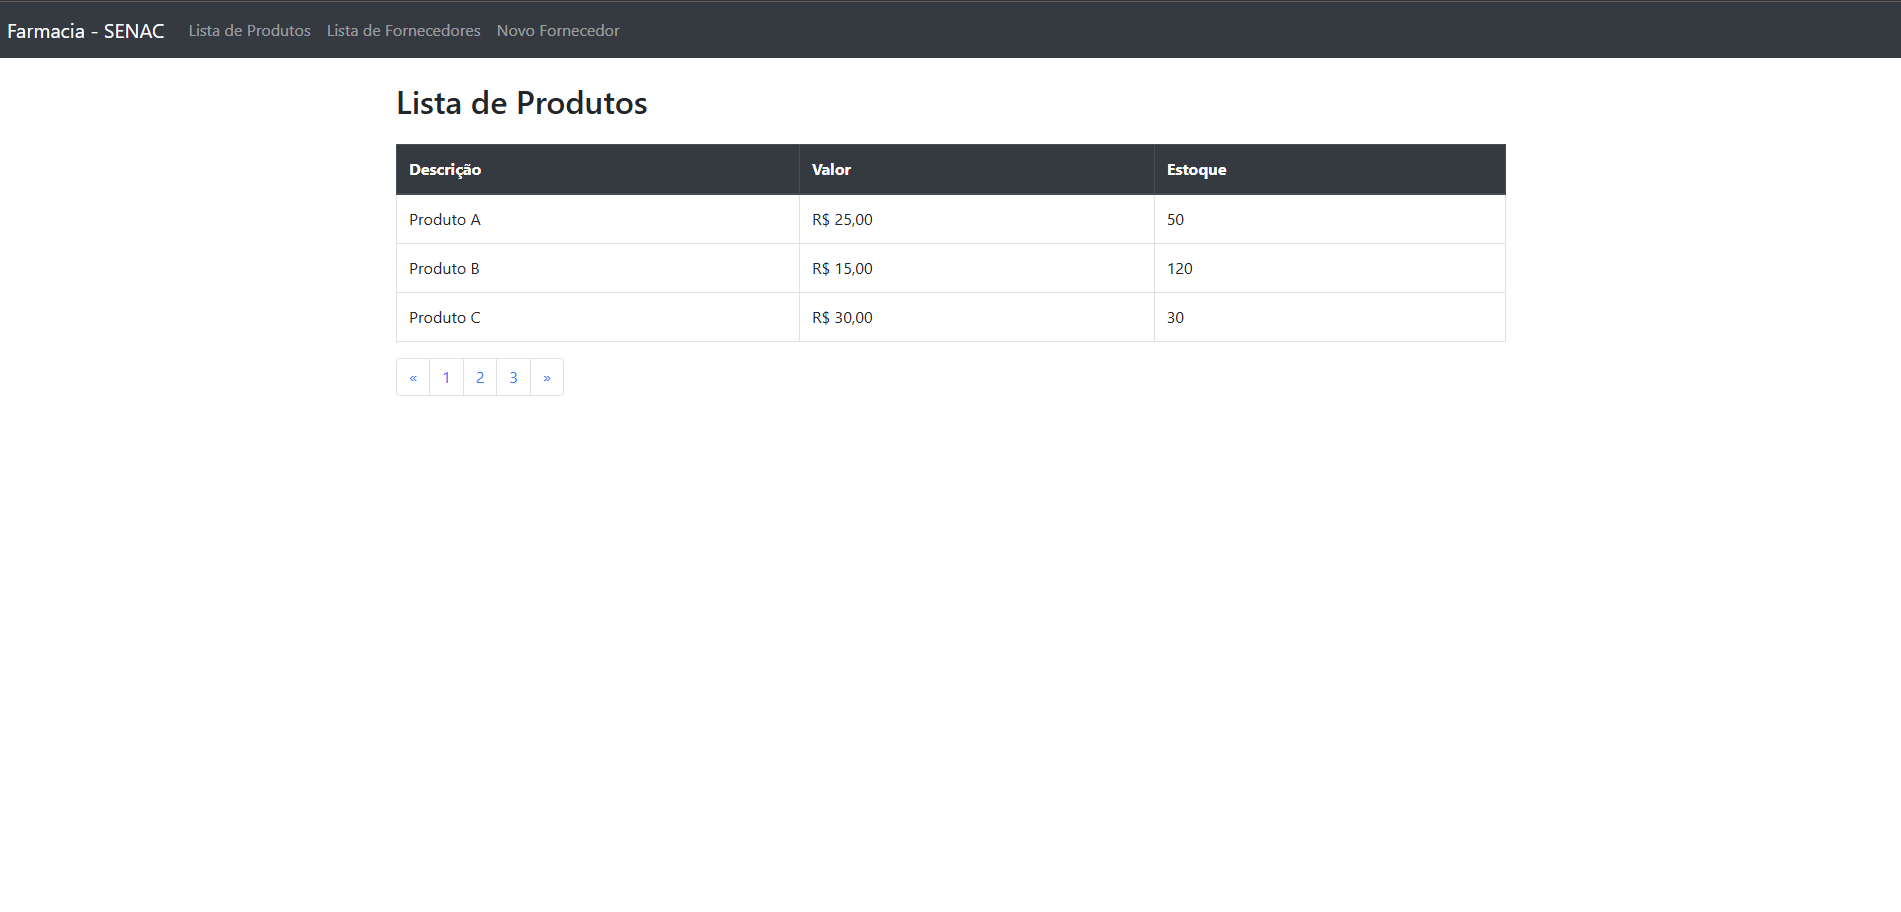 Farmacia - SENAC Lista de Produtos Lista de Fornecedores Novo Fornecedor
Lista de Produtos
Descrição Valor Estoque
Produto A R$ 25,00 50
Produto B R$ 15,00 120
Produto C R$ 30,00 30
« 1 2 3 »